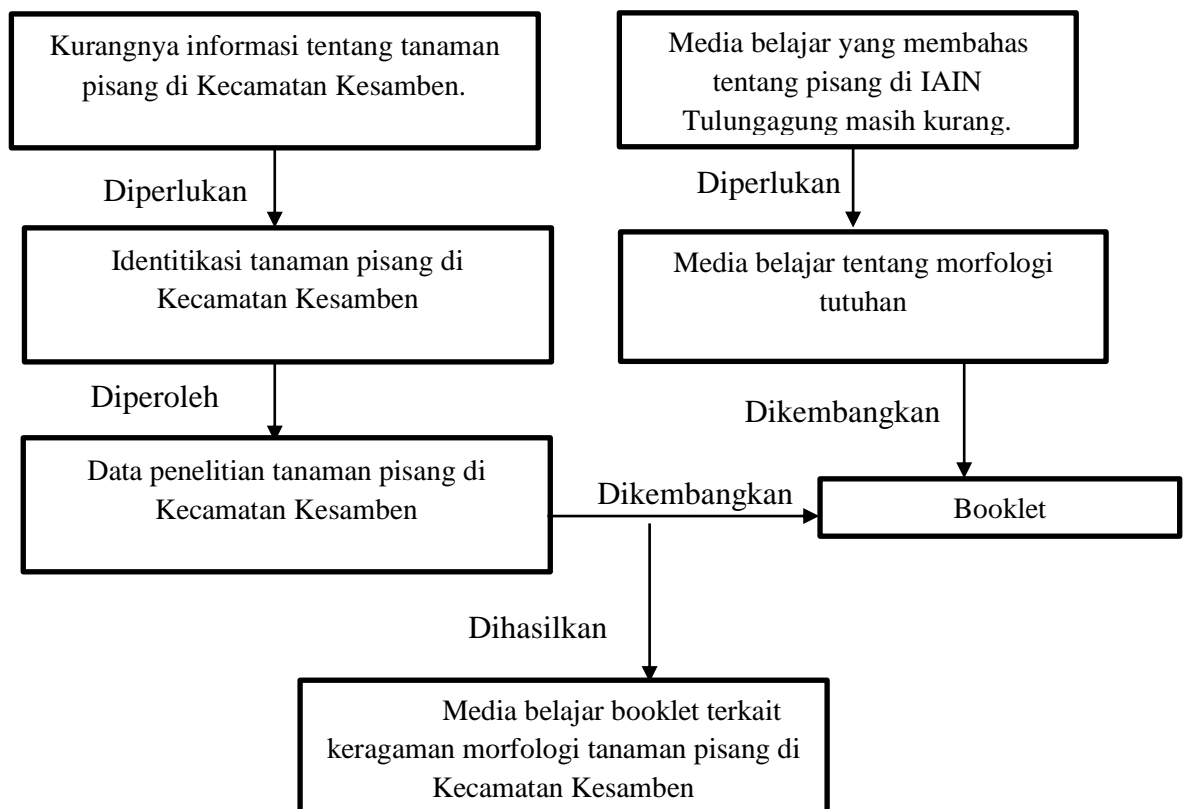 Kurangnya informasi tentang tanaman
pisang di Kecamatan Kesamben.
Media belajar yang membahas
tentang pisang di IAIN
Tulungagung masih kurang.
Diperlukan
Diperlukan
Identitikasi tanaman pisang di
Kecamatan Kesamben
Media belajar tentang morfologi
tutuhan
Diperoleh
Dikembangkan
Data penelitian tanaman pisang di
Kecamatan Kesamben
Dikembangkan
Booklet
Dihasilkan
Media belajar booklet terkait
keragaman morfologi tanaman pisang di
Kecamatan Kesamben